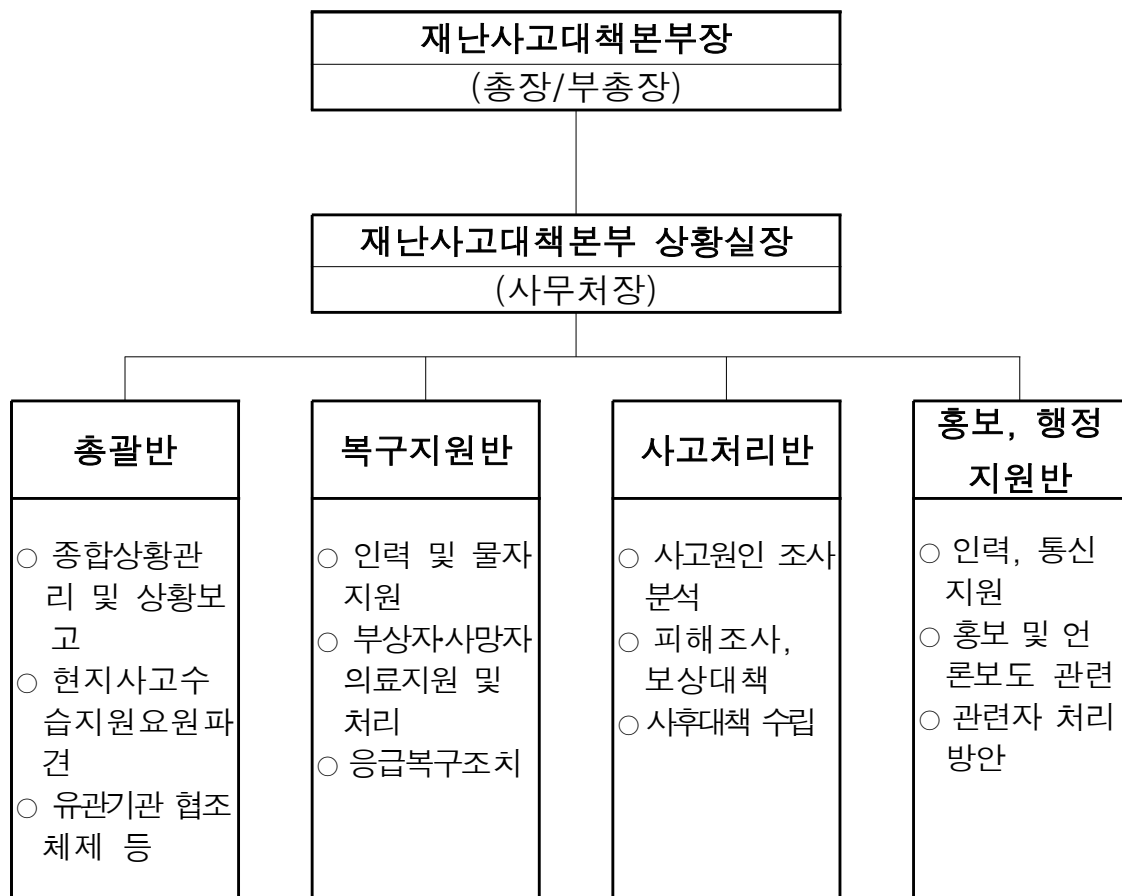 재난사고대책본부장
(총장/부총장)
재난사고대책본부 상황실장
(사무처장)
총괄반
○ 종합상황관
리 및 상황보
고
○ 현지사고수
습지원요원파
견
○ 유관기관 협조
체제 등
복구지원반
○ 인력 및 물자
지원
○ 부상자·사망자
의료지원 및
처리
○ 응급복구조치
사고처리반
○ 사고원인 조사
분석
○ 피해조사,
보상대책
○ 사후대책 수립
홍보, 행정
지원반
○ 인력, 통신
지원
○ 홍보 및 언
론보도 관련
○ 관련자 처리
방안